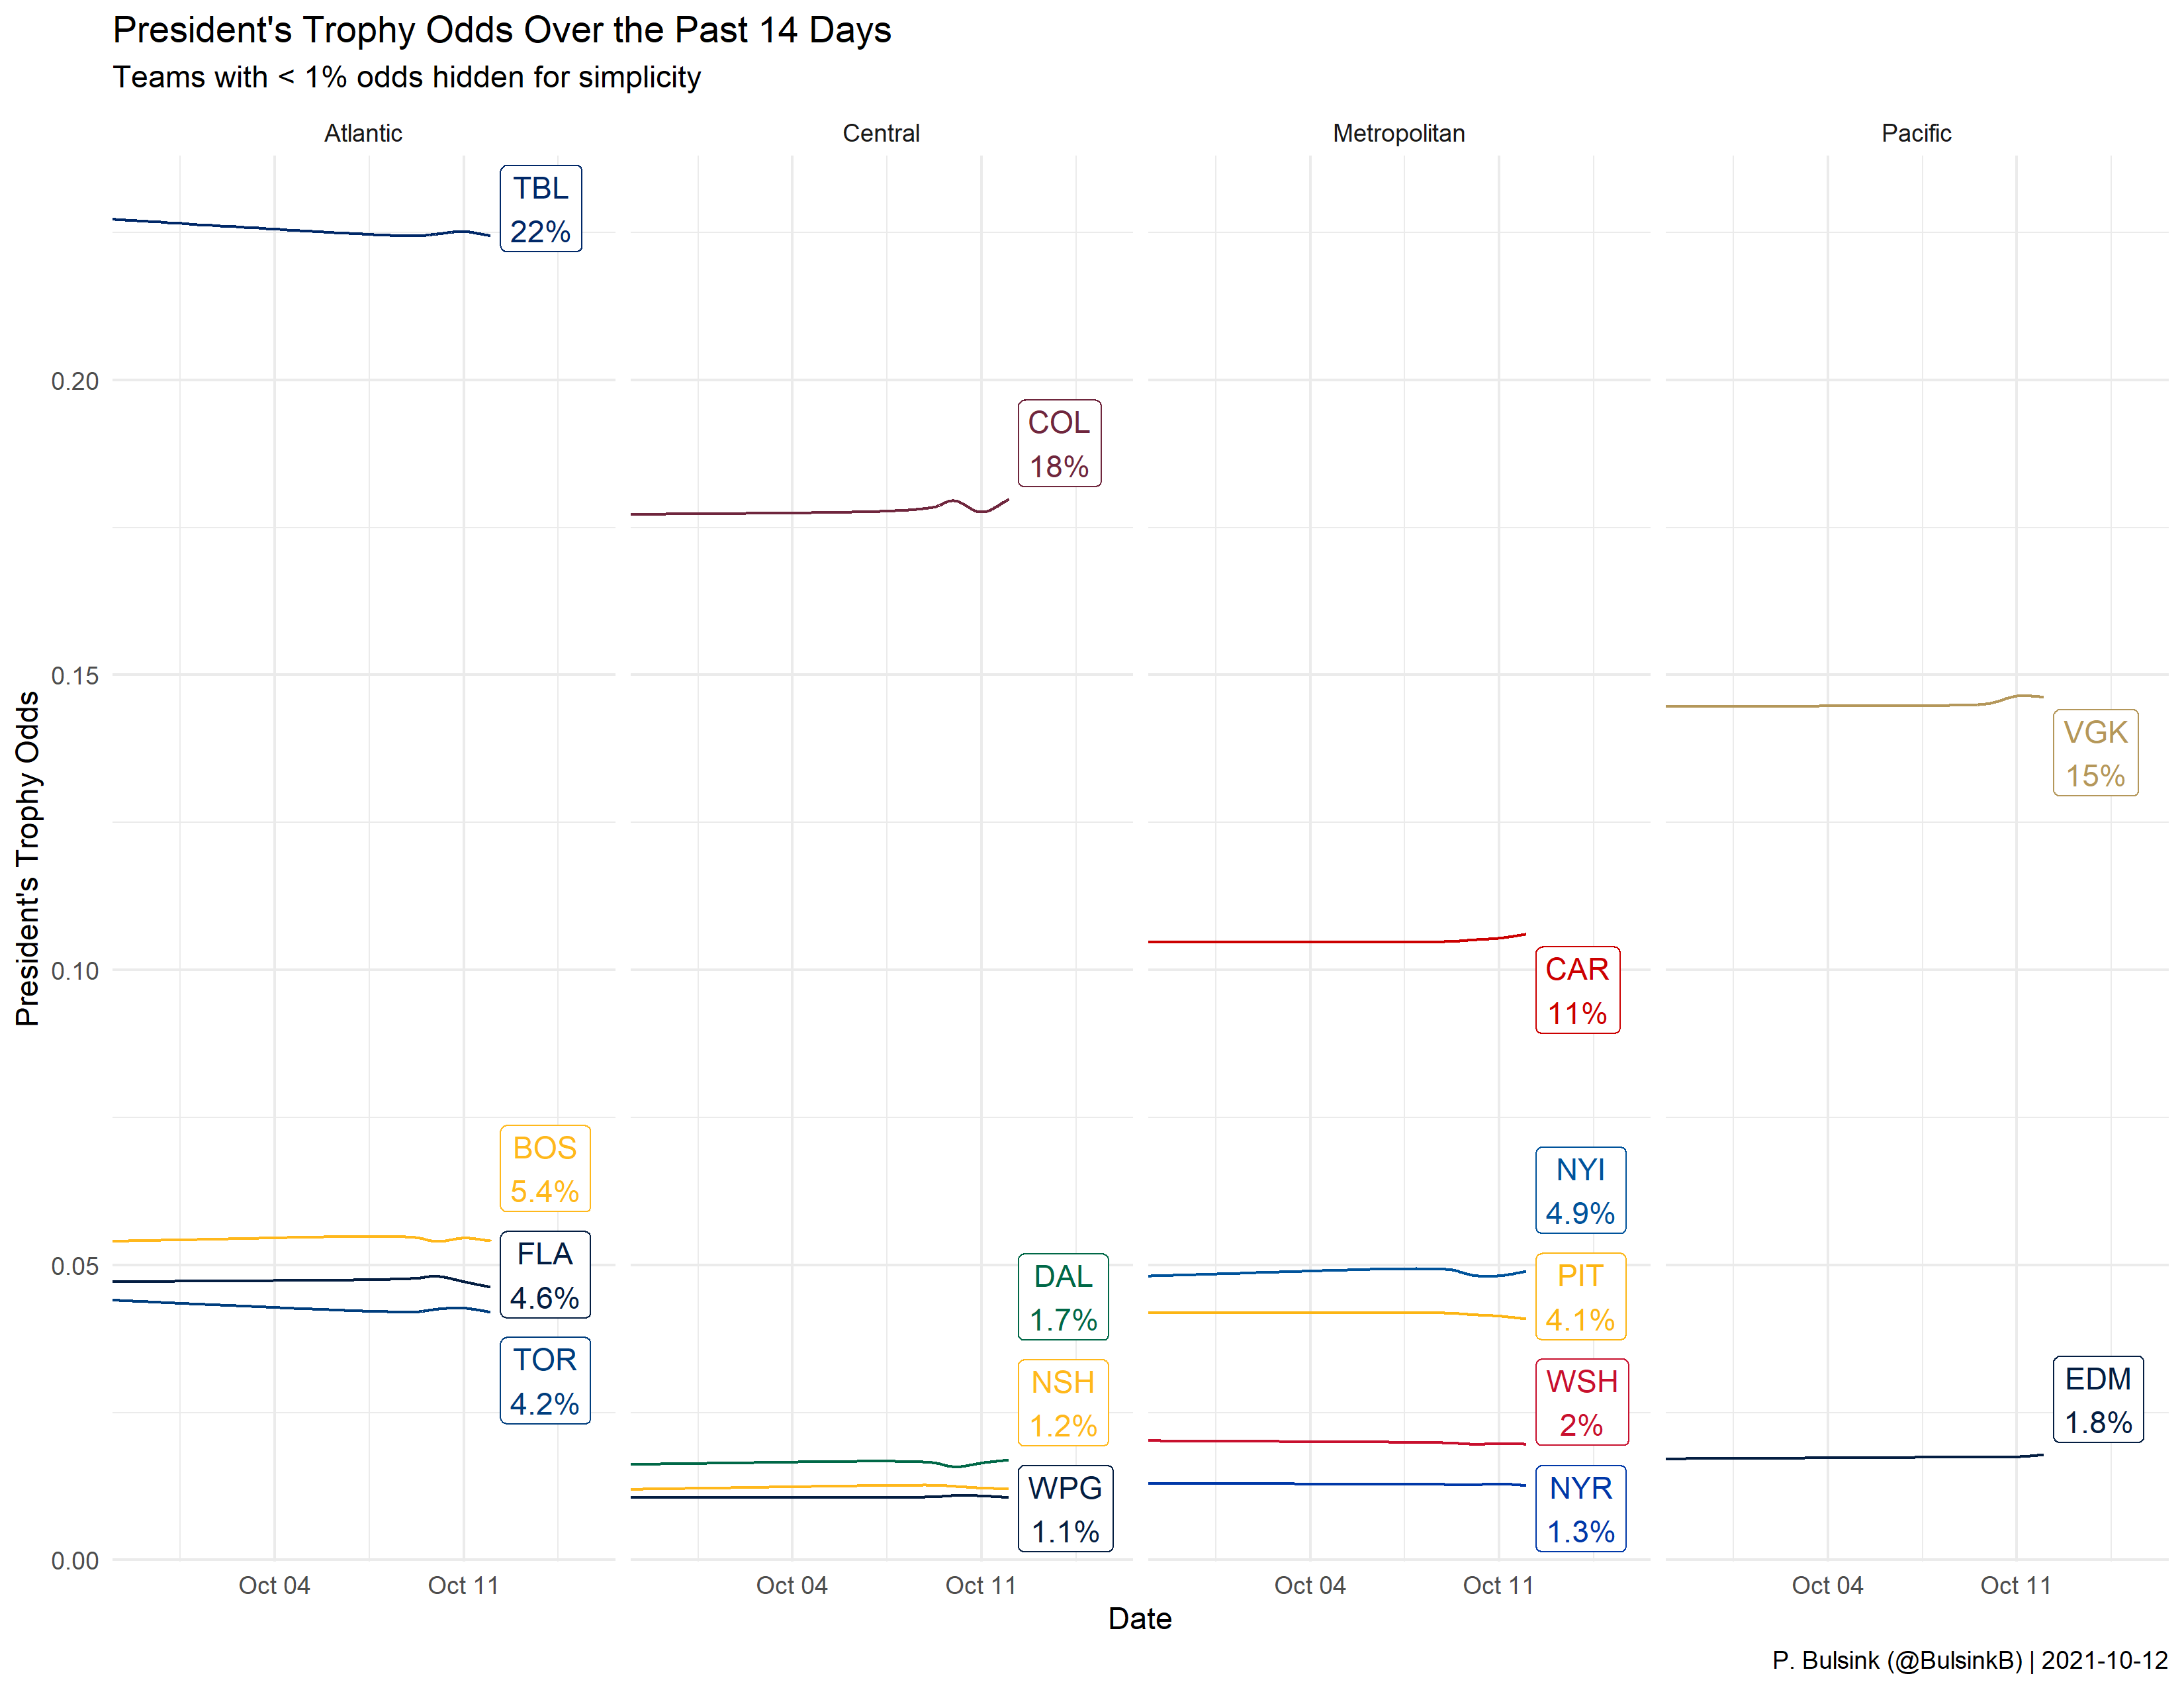 President's Trophy Odds Over the Past 14 Days
Teams with < 1% odds hidden for simplicity
Atlantic
Central
Metropolitan
Pacific
President's Trophy Odds
0.20
0.15
0.10
0.05
0.00
TBL
22%
BOS
5.4%
FLA
4.6%
TOR
4.2%
COL
18%
DAL
1.7%
NSH
1.2%
WPG
1.1%
CAR
11%
NYI
4.9%
PIT
4.1%
WSH
2%
NYR
1.3%
VGK
15%
EDM
1.8%
Oct 04
Oct 11
Oct 04
Oct 11
Oct 04
Oct 11
Oct 04
Oct 11
Date
P. Bulsink (@BulsinkB) | 2021-10-12